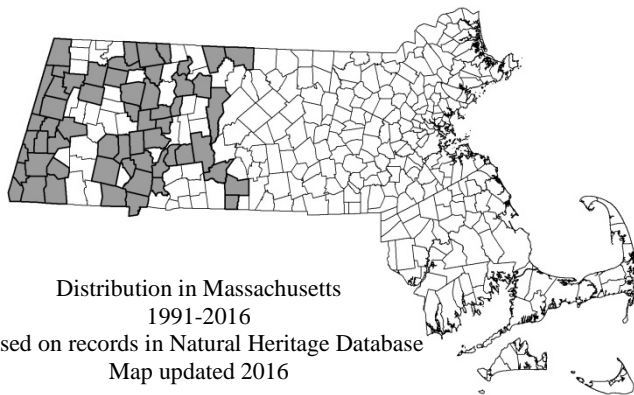 Distribution in Massachusetts
1991-2016
sed on records in Natural Heritage Database
Map updated 2016